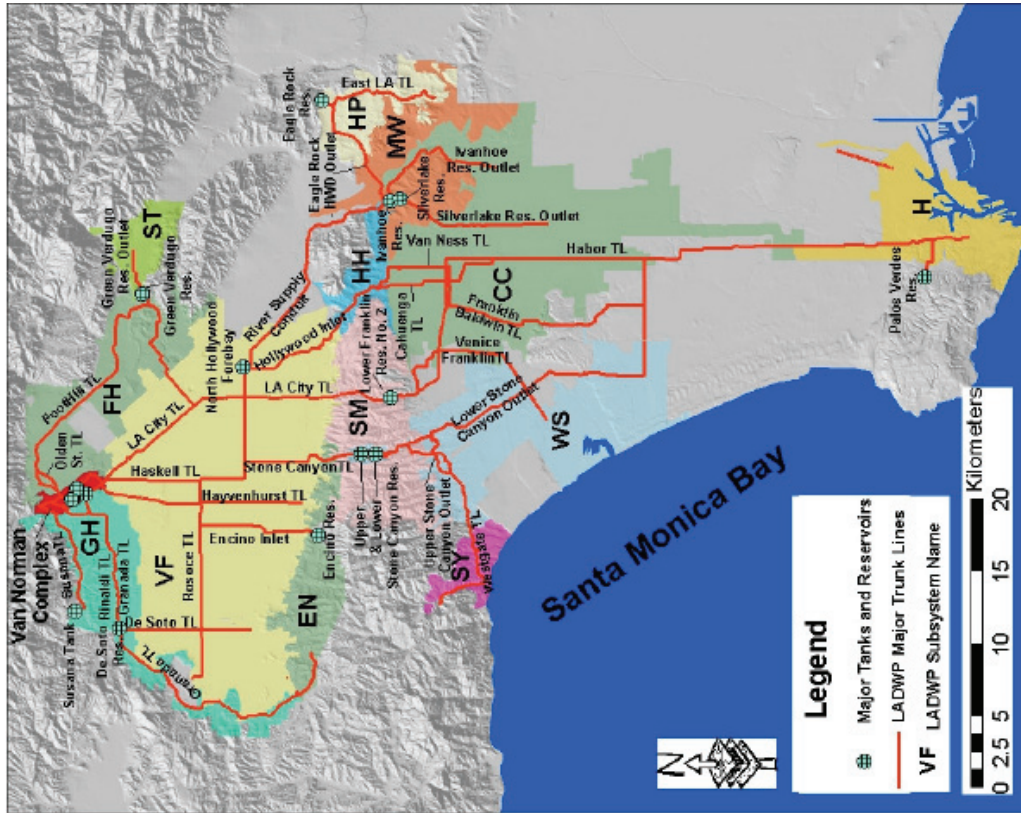 Van Norman
Complex
Susana Tank
Susana TL
GH
Rinaldi TL
Granada TL
De Soto
Res.
De Soto TL
Granada TL
Olden
St. TL
Foothill TL
FH
LA City TL
Haskell TL
Hayvenhurst TL
Encino Inlet
Roscoe TL
VF
EN
Encino Res.
Green Verdugo
Res. Outlet
ST
Green Verdugo
Res.
North Hollywood
Forebay
River Supply
Conduit
Hollywood Inlet
LA City TL
Stone Canyon TL
SM
Upper
& Lower
Stone Canyon Res.
Lower Franklin
Res. No. 2
Eagle Rock
Res.
East LA TL
HP
Eagle Rock
HWD Outlet
MW
Ivanhoe
Res. Outlet
Silverlake
Res.
Silverlake Res. Outlet
Ivanhoe
Res.
HH
Van Ness TL
Cahuenga
TL
CC
Habor TL
Franklin
Baldwin TL
Venice
Franklin TL
Lower Stone
Canyon Outlet
Upper Stone
Canyon Outlet
WS
SY
Westgate TL
H
Palos Verdes
Res.
Santa Monica Bay
N
Legend
Major Tanks and Reservoirs
LADWP Major Trunk Lines
VF LADWP Subsystem Name
0 2.5 5 10 15 20
Kilometers